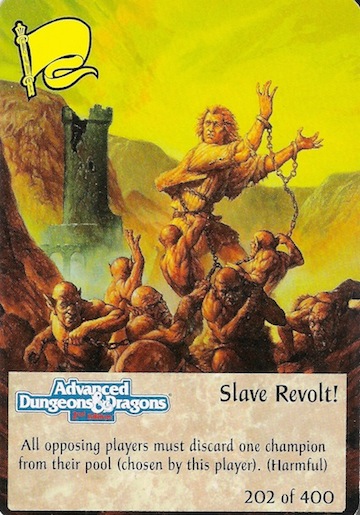 Advanced
Dungeons & Dragons
2nd Edition
Slave Revolt!
All opposing players must discard one champion
from their pool (chosen by this player). (Harmful)
202 of 400